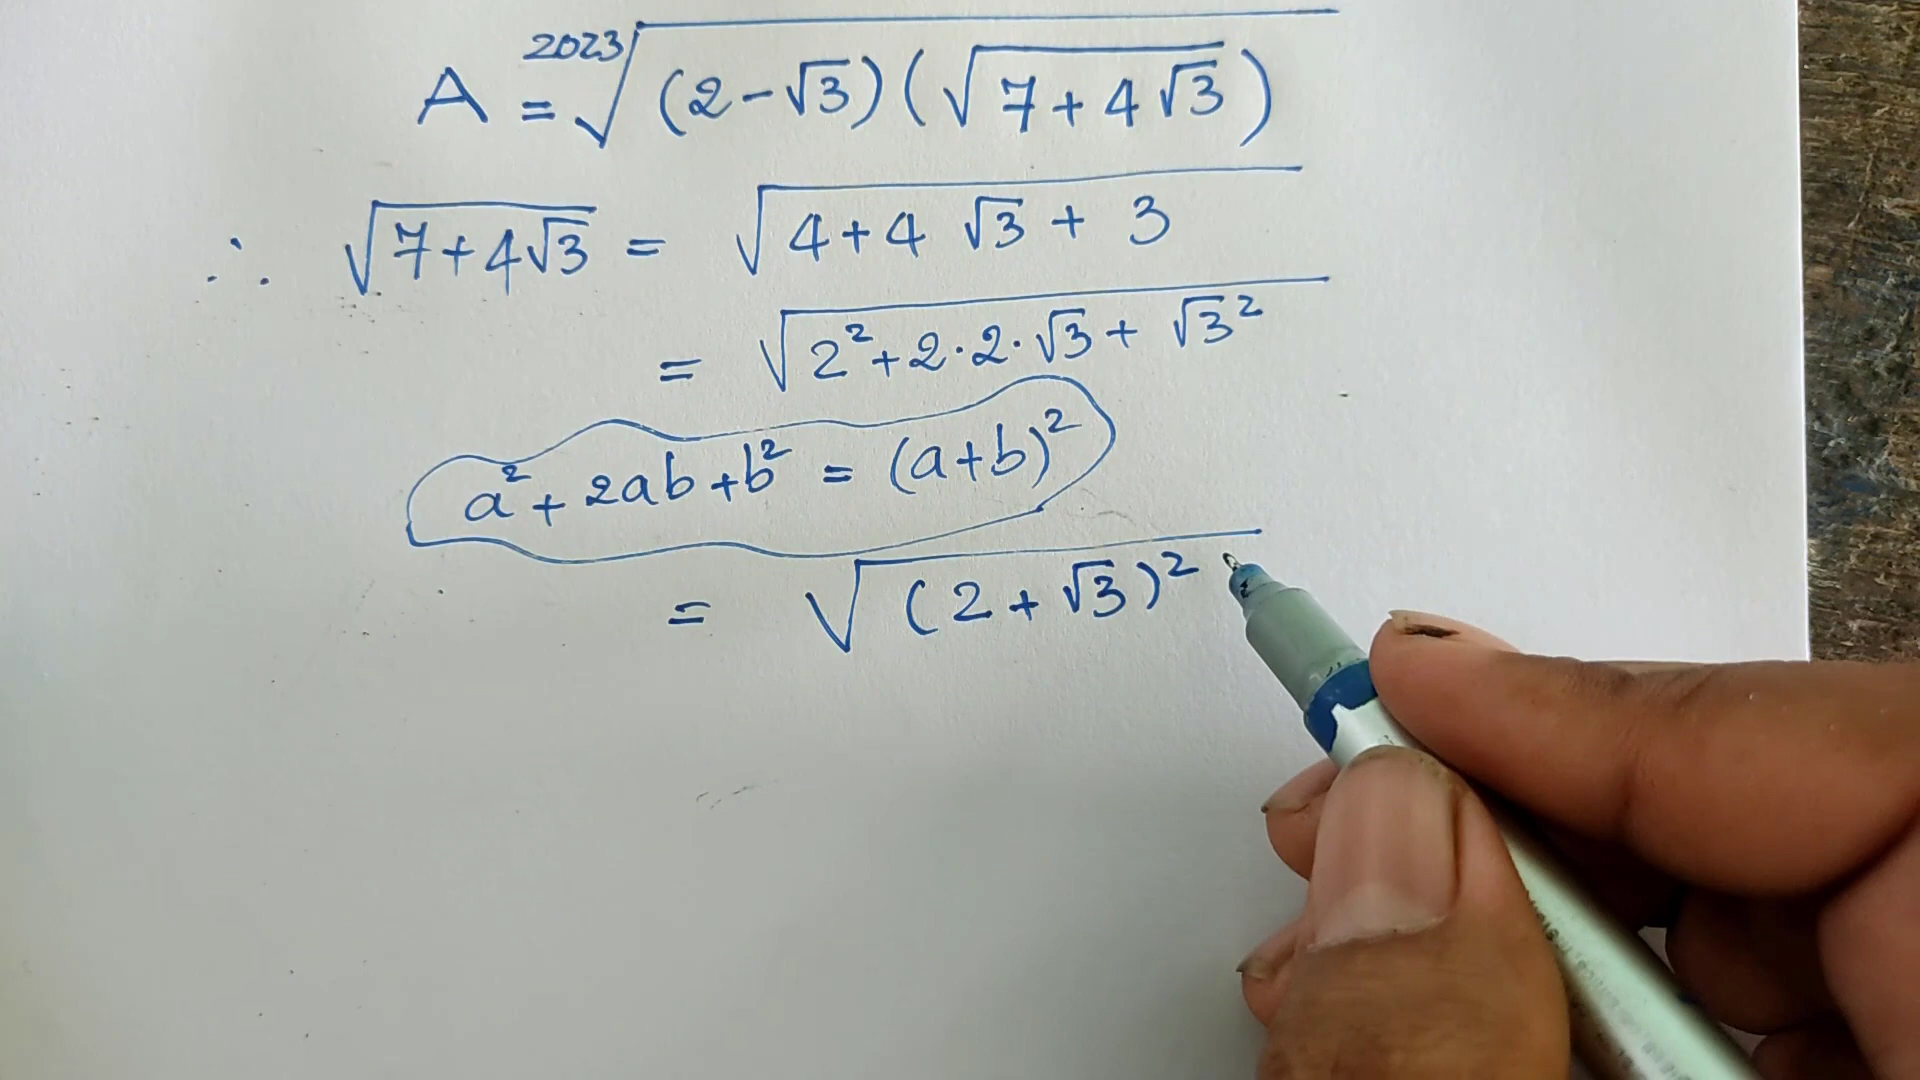 A = ²⁰²³√((2-√3)(√(7+4√3)))
∴ √(7+4√3) = √(4+4√3+3)
= √(2²+2·2·√3+√3²)
a²+2ab+b² = (a+b)²
= √((2+√3)²)